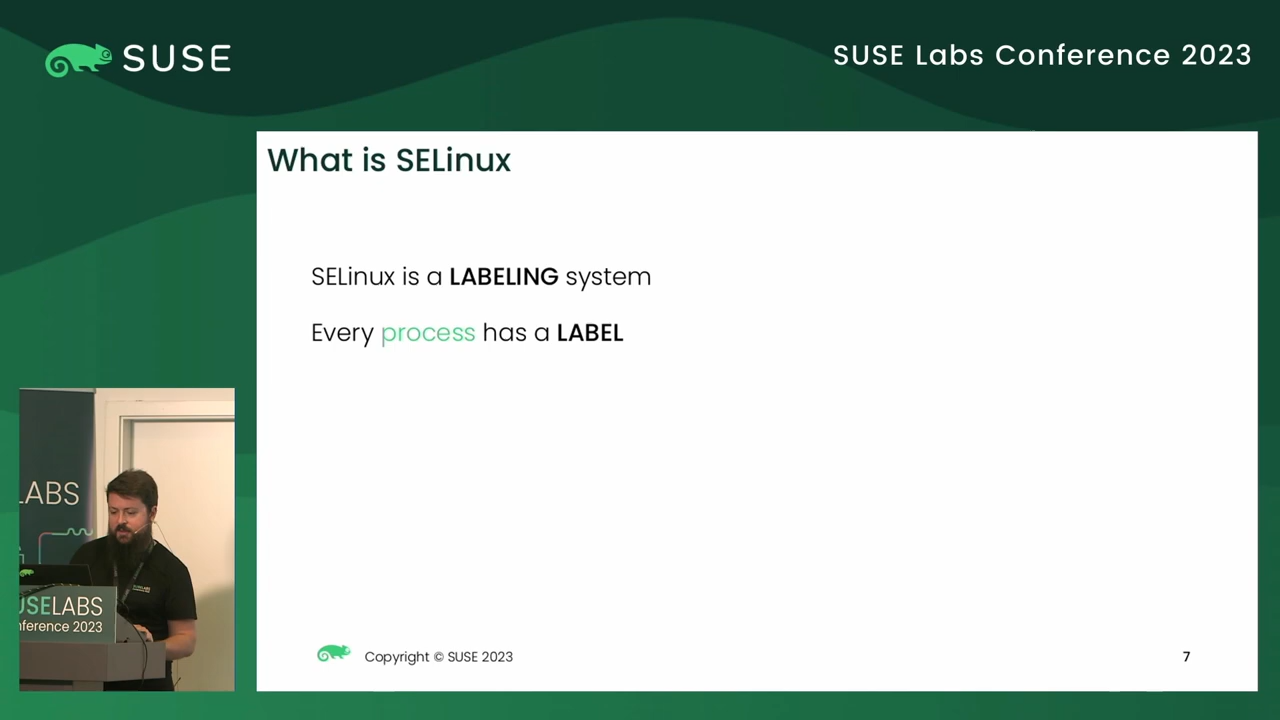 SUSE
SUSE Labs Conference 2023
What is SELinux
SELinux is a LABELING system
Every process has a LABEL
LABS
USELABS
nference 2023
Copyright © SUSE 2023
7